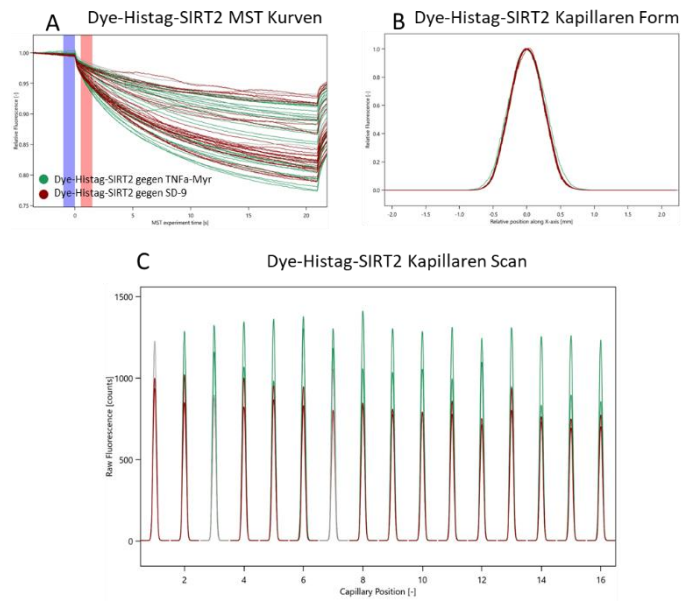 A
Dye-Histag-SIRT2 MST Kurven
1.00
0.95
0.90
0.85
0.80
0.75
Relative Fluorescence [-]
Dye-Histag-SIRT2 gegen TNFa-Myr
Dye-Histag-SIRT2 gegen SD-9
0
5
10
15
20
MST experiment time [s]
B
Dye-Histag-SIRT2 Kapillaren Form
1.0
0.8
0.6
0.4
0.2
0.0
Relative Fluorescence [-]
-2.0
-1.5
-1.0
-0.5
0.0
0.5
1.0
1.5
2.0
Relative position along X-axis [mm]
C
Dye-Histag-SIRT2 Kapillaren Scan
1500
1000
500
0
Raw Fluorescence [counts]
2
4
6
8
10
12
14
16
Capillary Position [-]